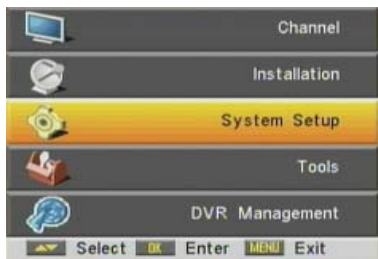 Channel
Installation
System Setup
Tools
DVR Management
Select OK Enter MENU Exit